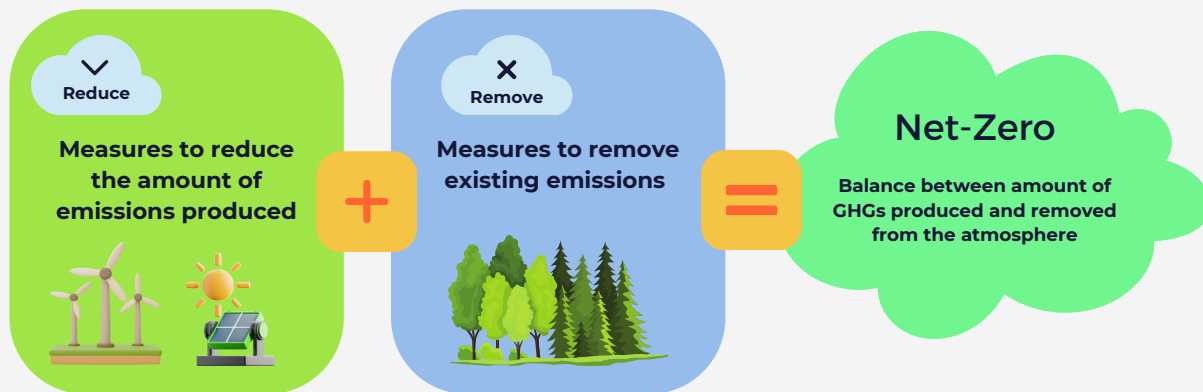 Reduce
Measures to reduce
the amount of
emissions produced
+
Remove
Measures to remove
existing emissions
=
Net-Zero
Balance between amount of
GHGs produced and removed
from the atmosphere